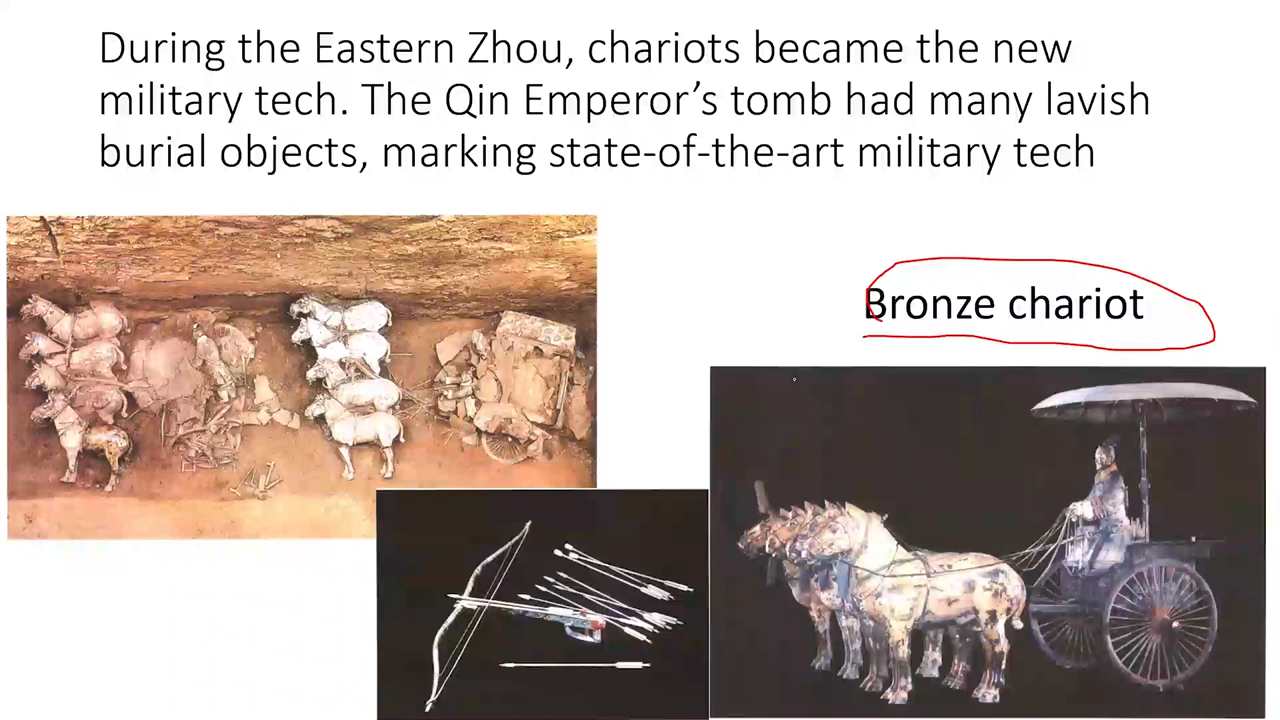 During the Eastern Zhou, chariots became the new
military tech. The Qin Emperor’s tomb had many lavish
burial objects, marking state-of-the-art military tech
Bronze chariot